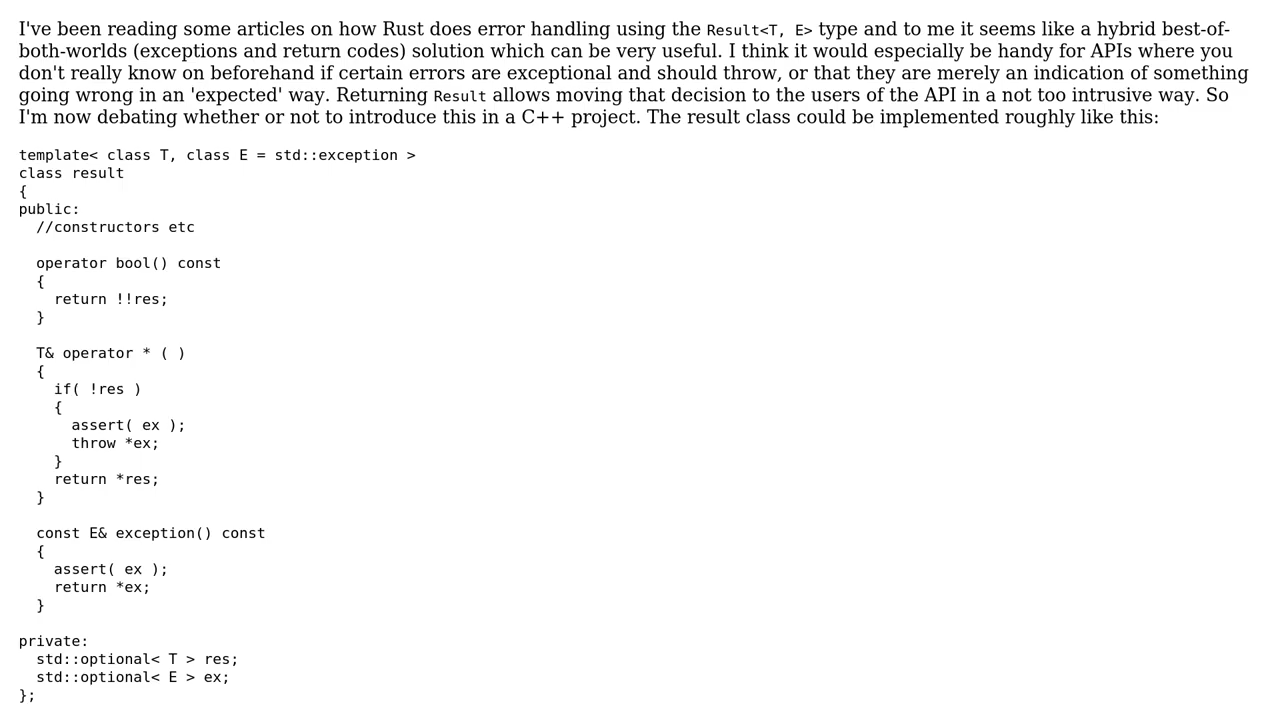 I've been reading some articles on how Rust does error handling using the Result<T, E> type and to me it seems like a hybrid best-of-
both-worlds (exceptions and return codes) solution which can be very useful. I think it would especially be handy for APIs where you
don't really know on beforehand if certain errors are exceptional and should throw, or that they are merely an indication of something
going wrong in an 'expected' way. Returning Result allows moving that decision to the users of the API in a not too intrusive way. So
I'm now debating whether or not to introduce this in a C++ project. The result class could be implemented roughly like this:
template< class T, class E = std::exception >
class result
{
public:
  //constructors etc
  operator bool() const
  {
    return !!res;
  }
  T& operator * ( )
  {
    if( !res )
    {
      assert( ex );
      throw *ex;
    }
    return *res;
  }
  const E& exception() const
  {
    assert( ex );
    return *ex;
  }
private:
  std::optional< T > res;
  std::optional< E > ex;
};